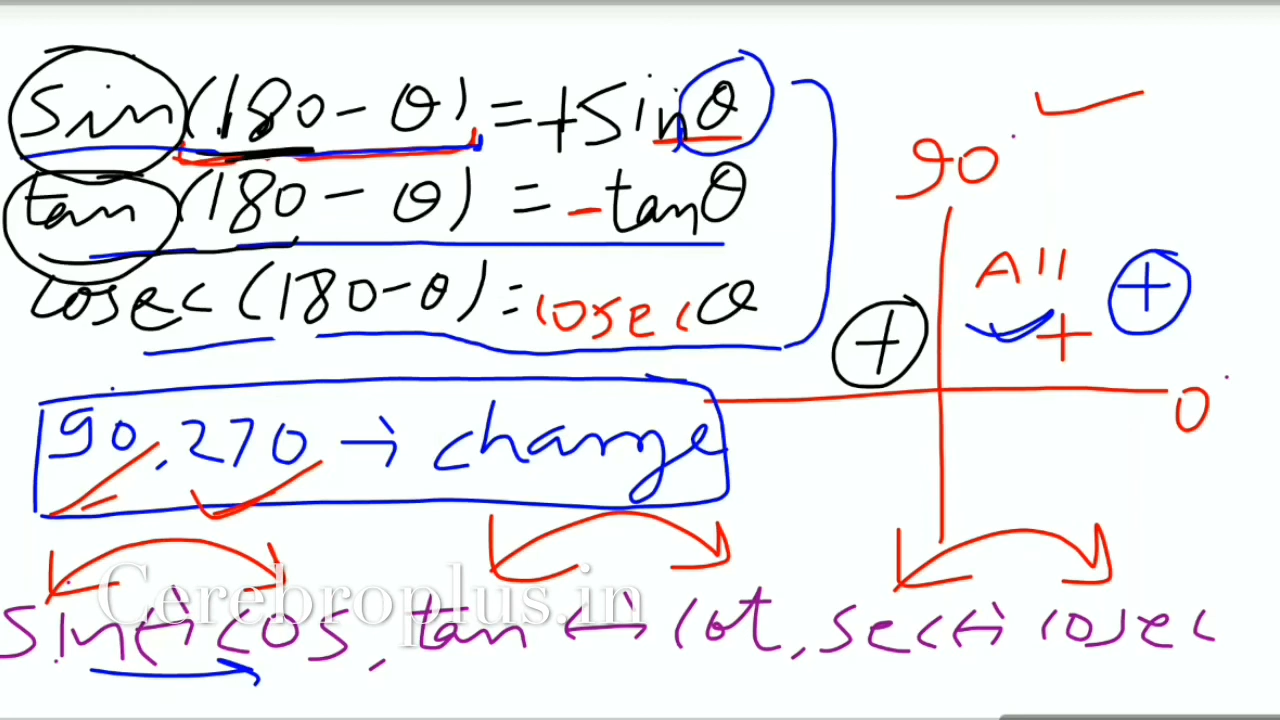 sin(180-θ)=+sinθ
tan(180-θ)=-tanθ
cosec(180-θ)=cosecθ
90
All
+
+
+
0
90,270→change
Cerebroplus.in
sin↔cos, tan↔cot, sec↔cosec